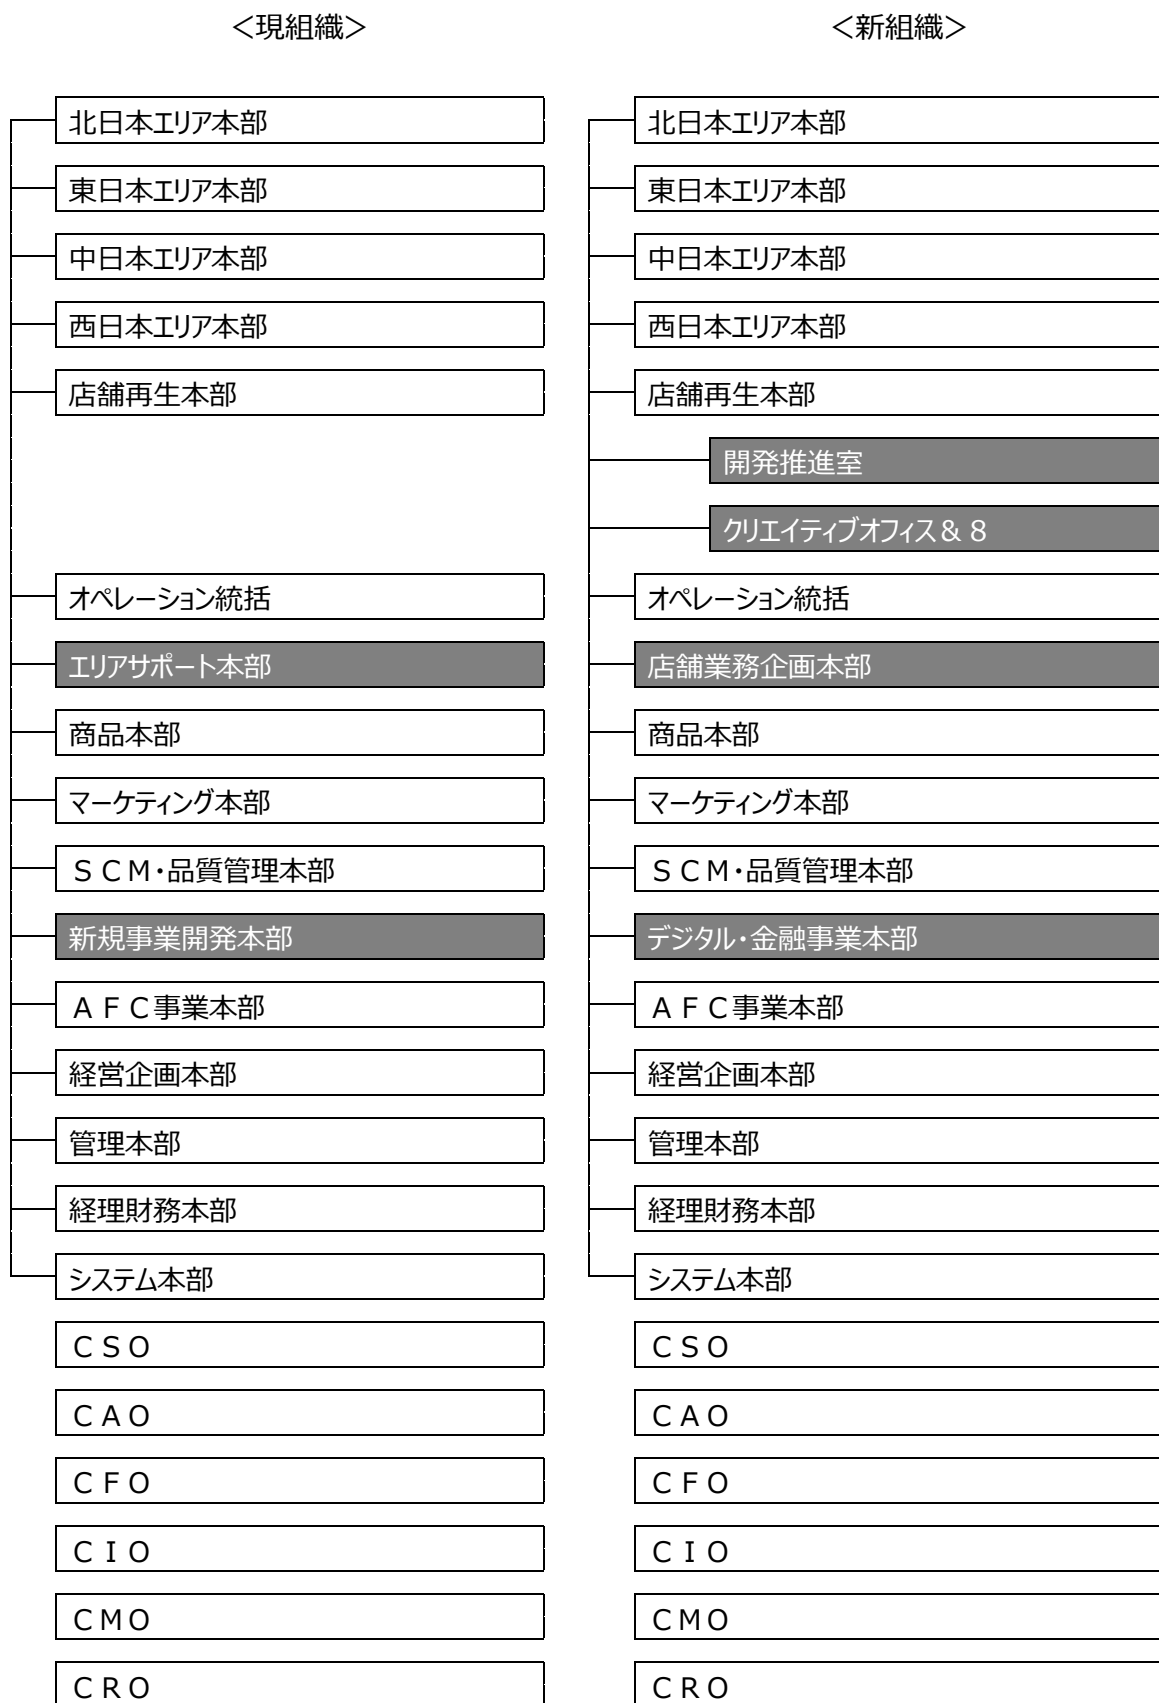 ＜現組織＞
＜新組織＞
北日本エリア本部
北日本エリア本部
東日本エリア本部
東日本エリア本部
中日本エリア本部
中日本エリア本部
西日本エリア本部
西日本エリア本部
店舗再生本部
店舗再生本部
開発推進室
クリエイティブオフィス＆８
オペレーション統括
オペレーション統括
エリアサポート本部
店舗業務企画本部
商品本部
商品本部
マーケティング本部
マーケティング本部
ＳＣＭ・品質管理本部
ＳＣＭ・品質管理本部
新規事業開発本部
デジタル・金融事業本部
ＡＦＣ事業本部
ＡＦＣ事業本部
経営企画本部
経営企画本部
管理本部
管理本部
経理財務本部
経理財務本部
システム本部
システム本部
ＣＳＯ
ＣＳＯ
ＣＡＯ
ＣＡＯ
ＣＦＯ
ＣＦＯ
ＣＩＯ
ＣＩＯ
ＣＭＯ
ＣＭＯ
ＣＲＯ
ＣＲＯ